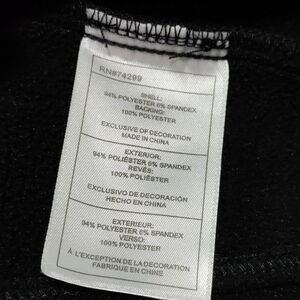 RN#74299
SHELL:
94% POLYESTER 6% SPANDEX
BACKING:
100% POLYESTER
EXCLUSIVE OF DECORATION
MADE IN CHINA
EXTERIOR:
94% POLIÉSTER 6% SPANDEX
REVÉS:
100% POLIÉSTER
EXCLUSIVO DE DECORACIÓN
HECHO EN CHINA
EXTERIEUR:
94% POLYESTER 6% SPANDEX
VERSO:
100% POLYESTER
À L'EXCEPTION DE LA DECORATION
FABRIQUE EN CHINE